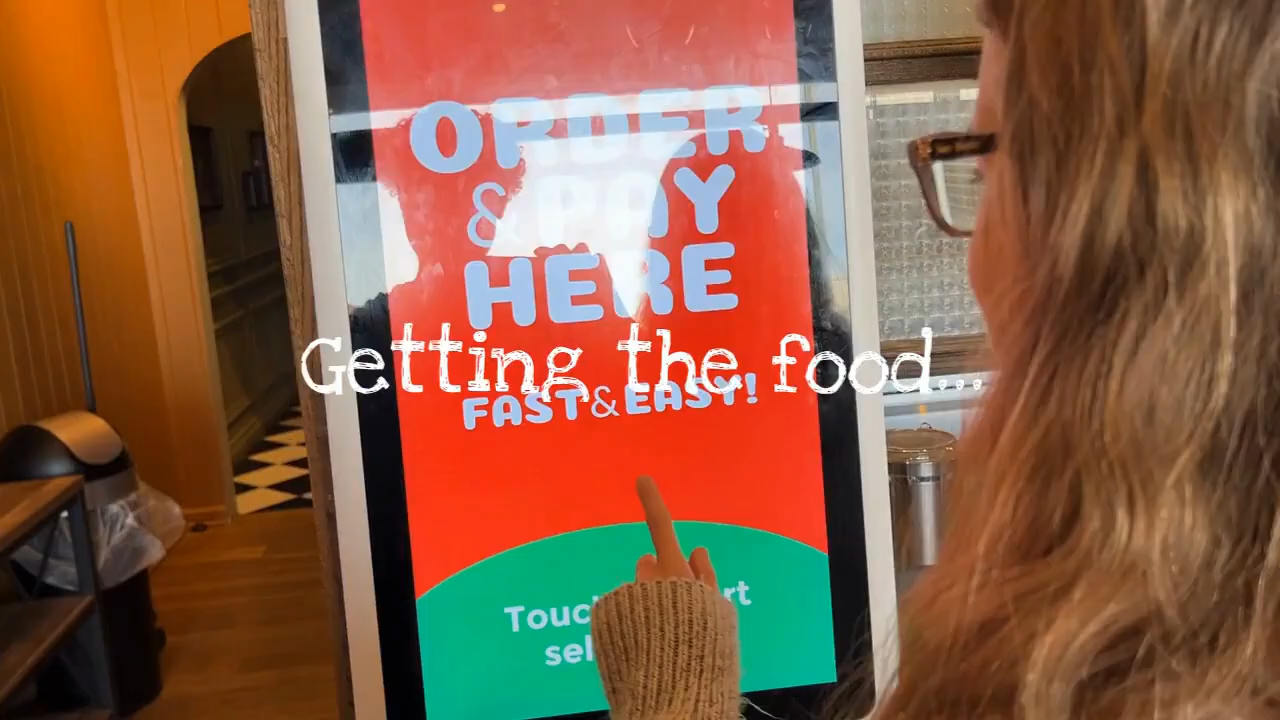 ORDER
& PAY
HERE
Getting the food...
FAST & EASY!